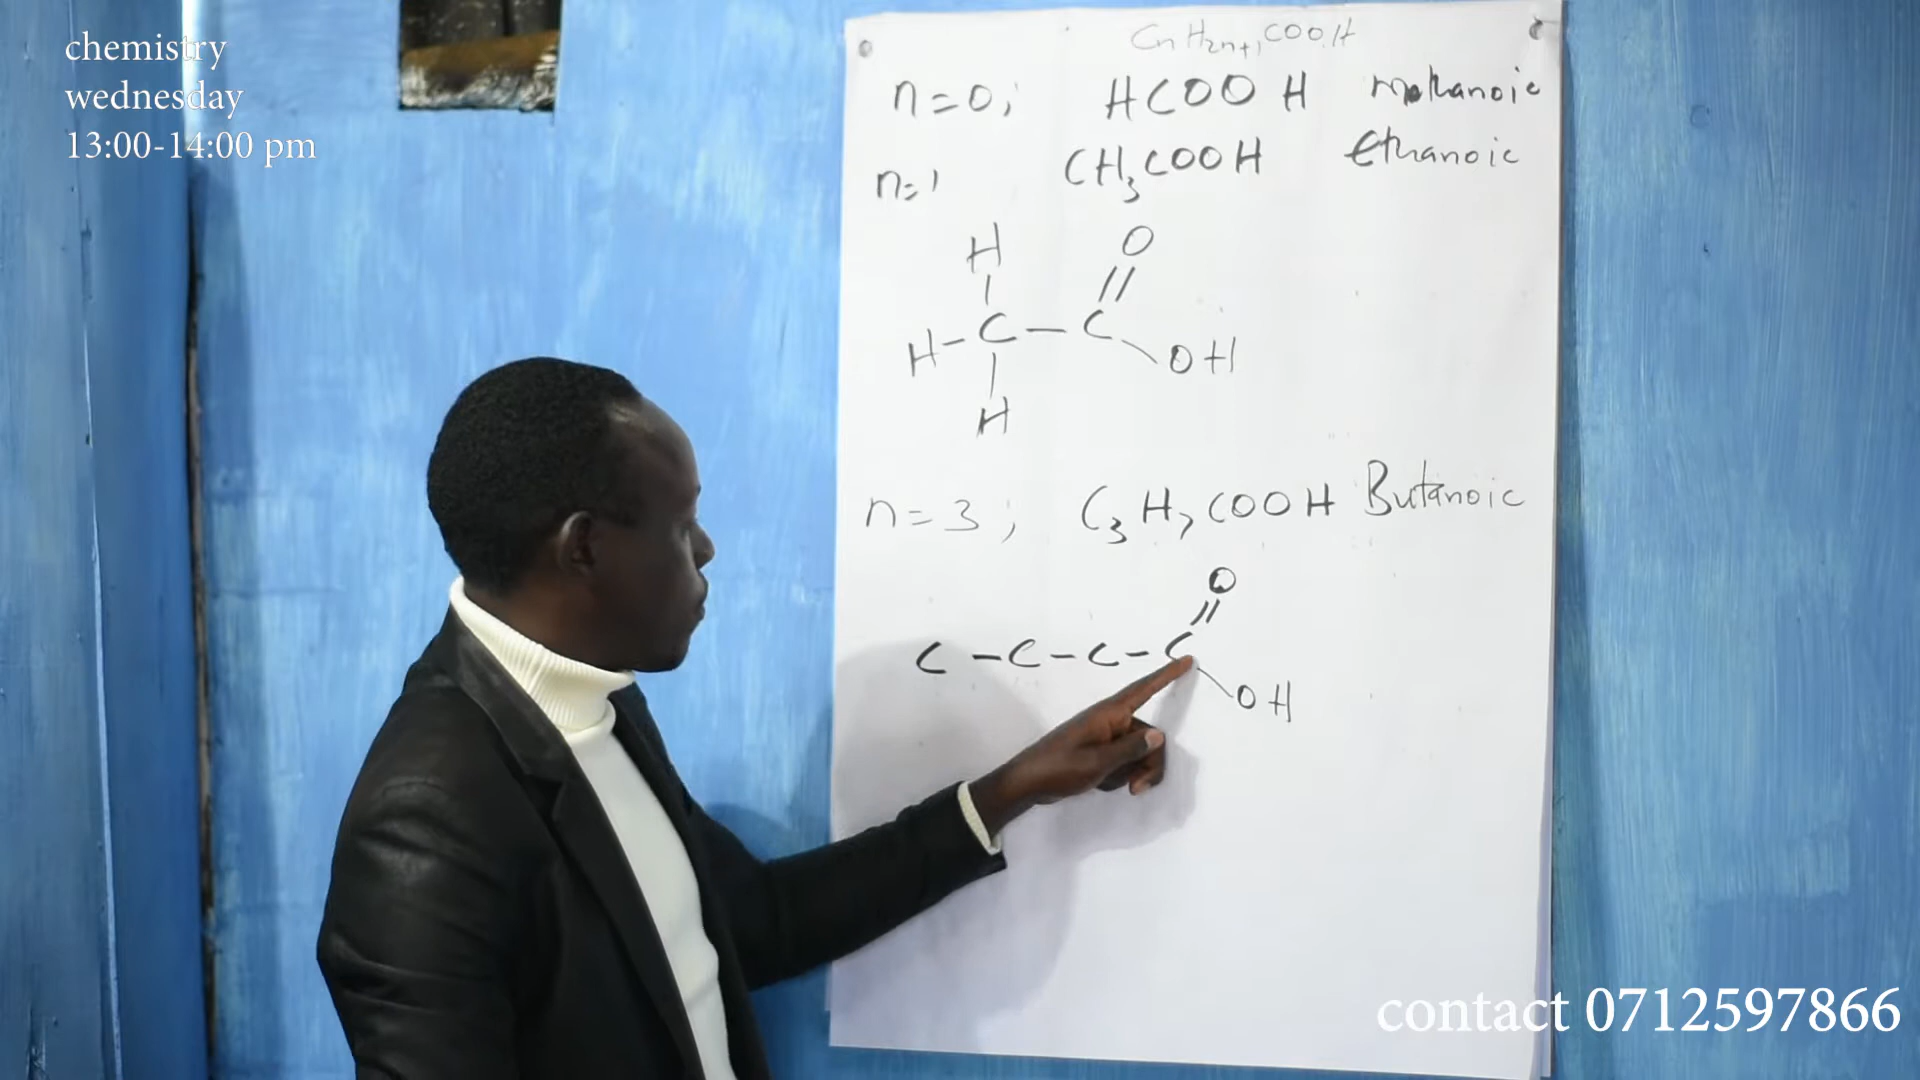 chemistry
wednesday
13:00-14:00 pm
CnH2n+1COOH
n=0; HCOOH methanoic
n=1 CH3COOH Ethanoic
H O
H-C-C
OH
H
n=3; C3H7COOH Butanoic
O
C-C-C-C
OH
contact 0712597866